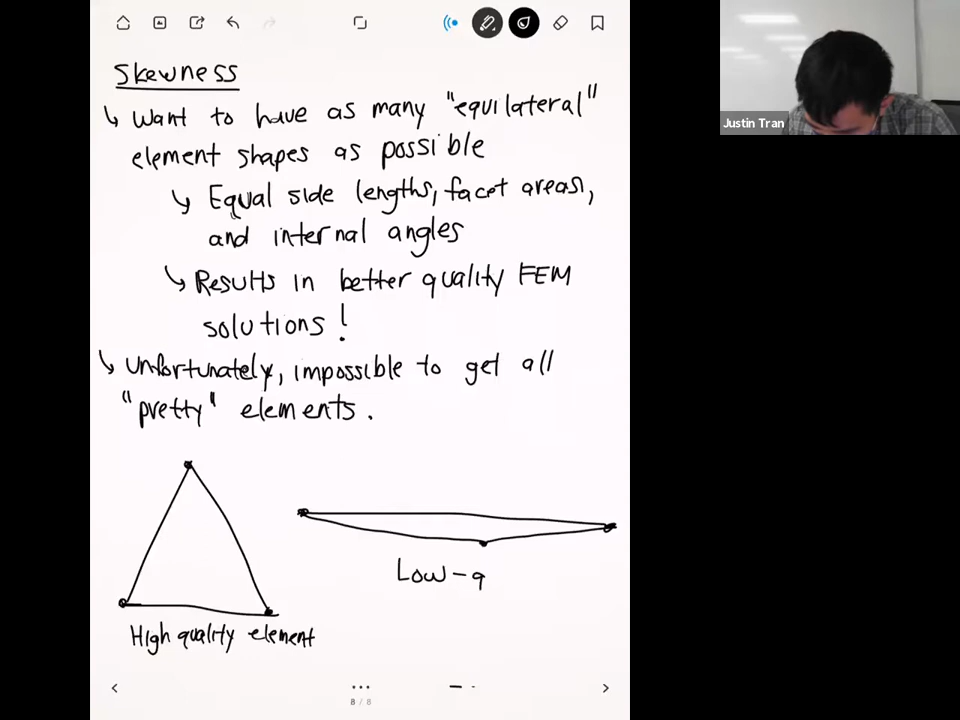 Skewness
↳ Want to have as many "equilateral"
element shapes as possible
↳ Equal side lengths, facet areas,
and internal angles
↳ Results in better quality FEM
solutions!
↳ Unfortunately, impossible to get all
"pretty" elements.
Low-q
High quality element
8 / 8
Justin Tran